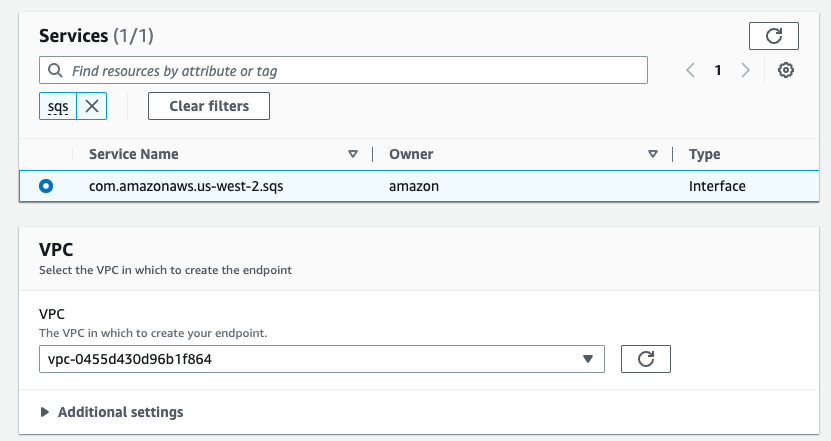 Services (1/1)
Find resources by attribute or tag
1
sqs
Clear filters
Service Name Owner Type
com.amazonaws.us-west-2.sqs amazon Interface
VPC
Select the VPC in which to create the endpoint
VPC
The VPC in which to create your endpoint.
vpc-0455d430d96b1f864
Additional settings